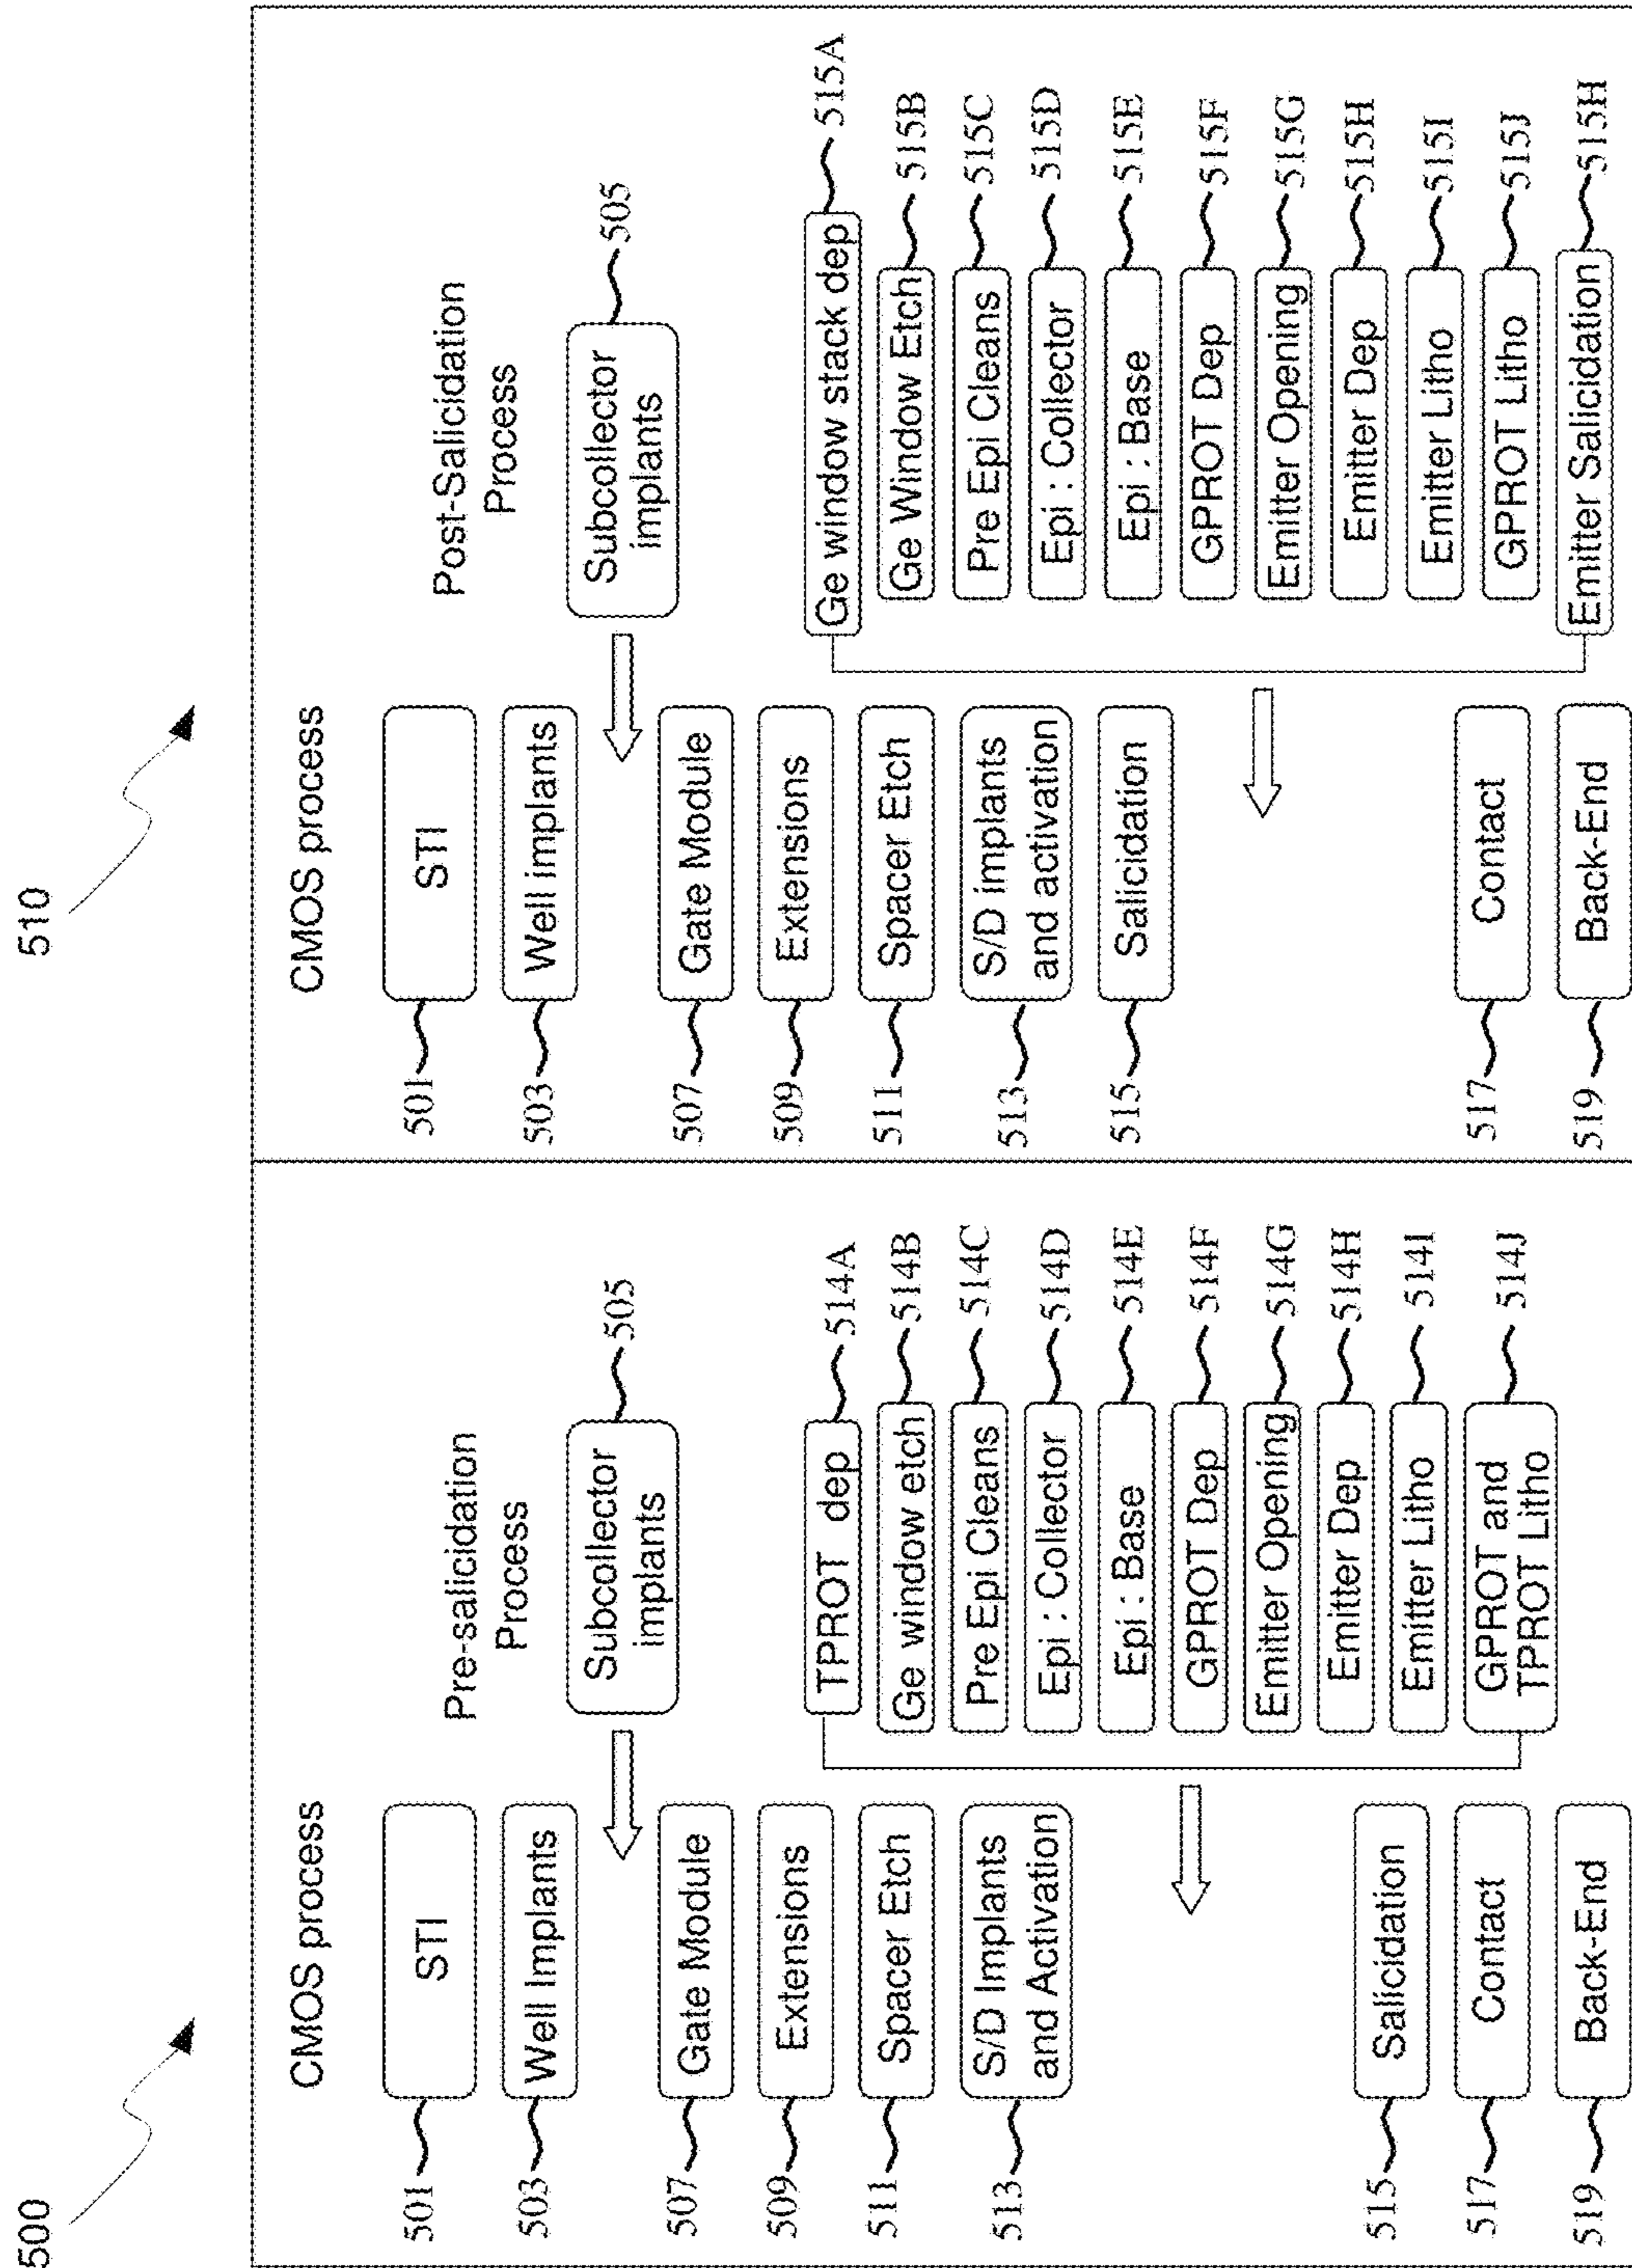 500
CMOS process
Pre-salicidation
Process
501
STI
503
Well Implants
Subcollector
implants
505
507
Gate Module
509
Extensions
511
Spacer Etch
513
S/D Implants
and Activation
TPROT dep
514A
Ge window etch
514B
Pre Epi Cleans
514C
Epi : Collector
514D
Epi : Base
514E
GPROT Dep
514F
Emitter Opening
514G
Emitter Dep
514H
Emitter Litho
514I
GPROT and
TPROT Litho
514J
515
Salicidation
517
Contact
519
Back-End
510
CMOS process
Post-Salicidation
Process
501
STI
503
Well implants
Subcollector
implants
505
507
Gate Module
509
Extensions
511
Spacer Etch
513
S/D implants
and activation
515
Salicidation
Ge window stack dep
515A
Ge Window Etch
515B
Pre Epi Cleans
515C
Epi : Collector
515D
Epi : Base
515E
GPROT Dep
515F
Emitter Opening
515G
Emitter Dep
515H
Emitter Litho
515I
GPROT Litho
515J
Emitter Salicidation
515H
517
Contact
519
Back-End